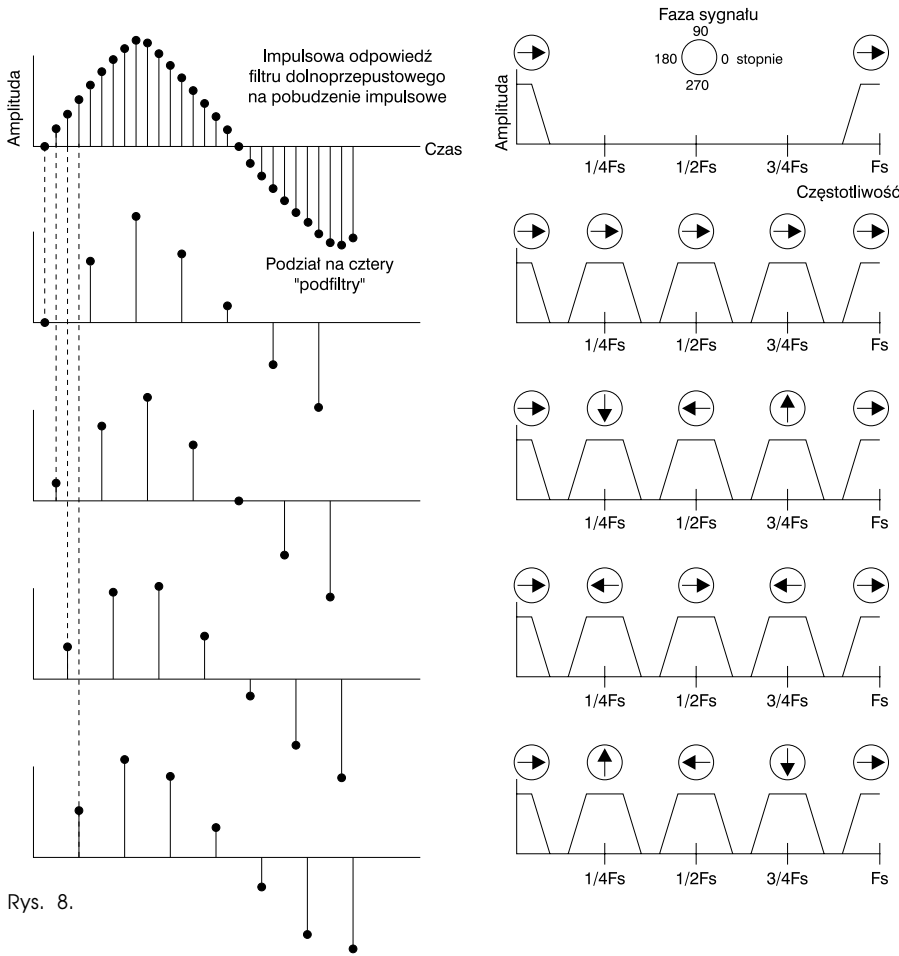 Amplituda
Impulsowa odpowiedź
filtru dolnoprzepustowego
na pobudzenie impulsowe
Czas
Podział na cztery
"podfiltry"
Rys. 8.
Faza sygnału
90
180 0 stopnie
270
Amplituda
1/4Fs 1/2Fs 3/4Fs Fs
Częstotliwość
1/4Fs 1/2Fs 3/4Fs Fs
1/4Fs 1/2Fs 3/4Fs Fs
1/4Fs 1/2Fs 3/4Fs Fs
1/4Fs 1/2Fs 3/4Fs Fs